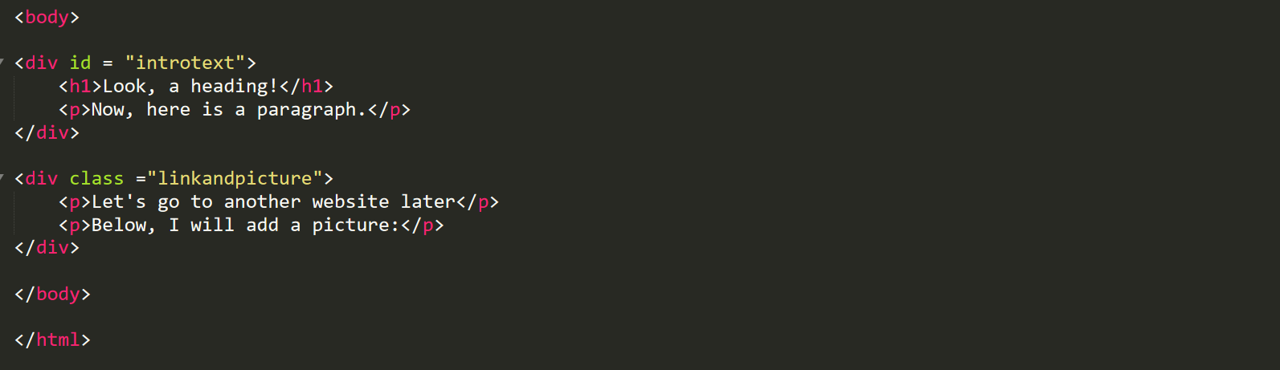 <body>
<div id = "introtext">
<h1>Look, a heading!</h1>
<p>Now, here is a paragraph.</p>
</div>
<div class ="linkandpicture">
<p>Let's go to another website later</p>
<p>Below, I will add a picture:</p>
</div>
</body>
</html>